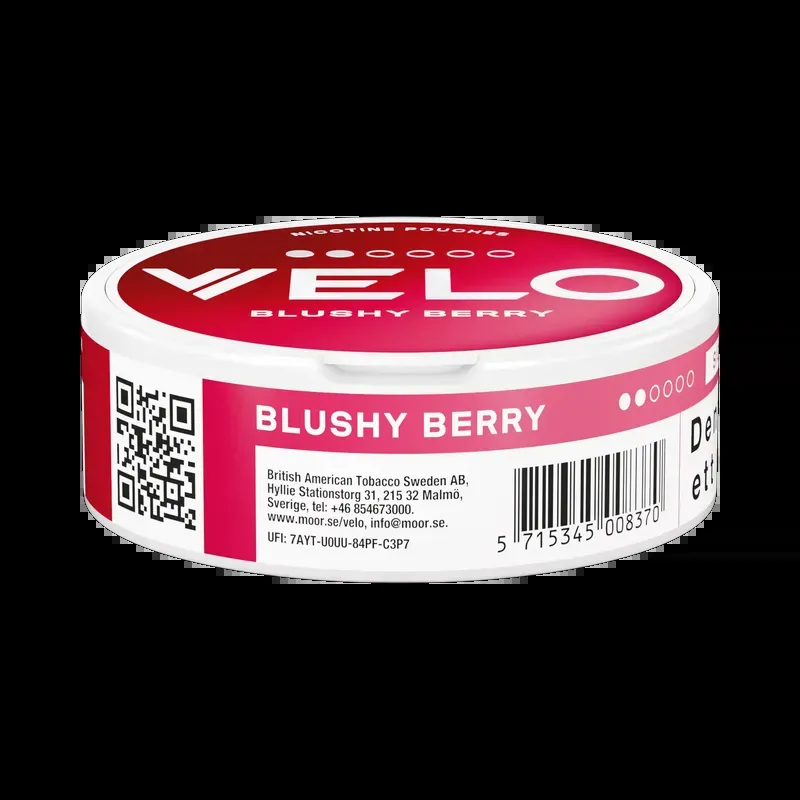 NICOTINE POUCHES
VELO
BLUSHY BERRY
BLUSHY BERRY
British American Tobacco Sweden AB,
Hyllie Stationstorg 31, 215 32 Malmö,
Sverige, tel: +46 854673000.
www.moor.se/velo, info@moor.se.
UFI: 7AYT-U0UU-84PF-C3P7
5 715345 008370
ett